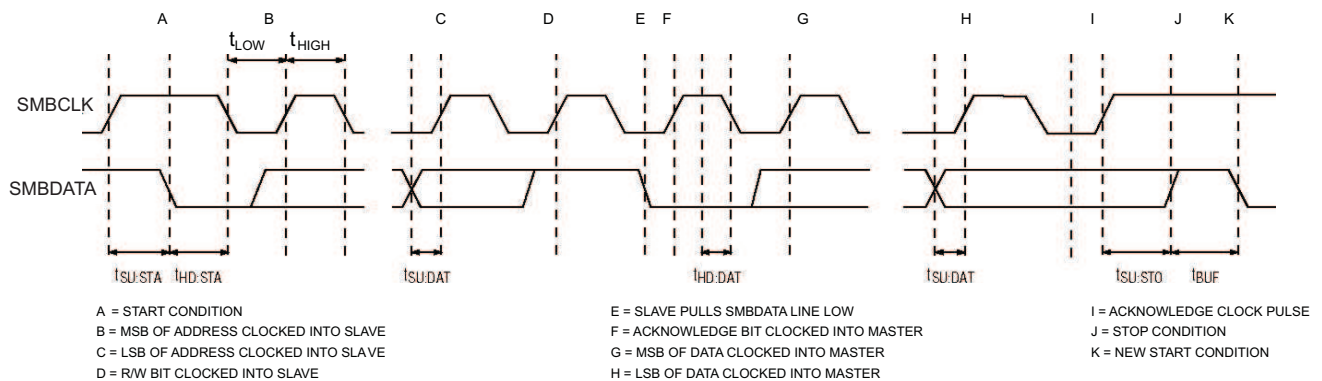 A B C D E F G H I J K
tLOW tHIGH
SMBCLK
SMBDATA
tSU:STA tHD:STA tSU:DAT tHD:DAT tSU:DAT tSU:STO tBUF
A = START CONDITION
B = MSB OF ADDRESS CLOCKED INTO SLAVE
C = LSB OF ADDRESS CLOCKED INTO SLAVE
D = R/W BIT CLOCKED INTO SLAVE
E = SLAVE PULLS SMBDATA LINE LOW
F = ACKNOWLEDGE BIT CLOCKED INTO MASTER
G = MSB OF DATA CLOCKED INTO MASTER
H = LSB OF DATA CLOCKED INTO MASTER
I = ACKNOWLEDGE CLOCK PULSE
J = STOP CONDITION
K = NEW START CONDITION